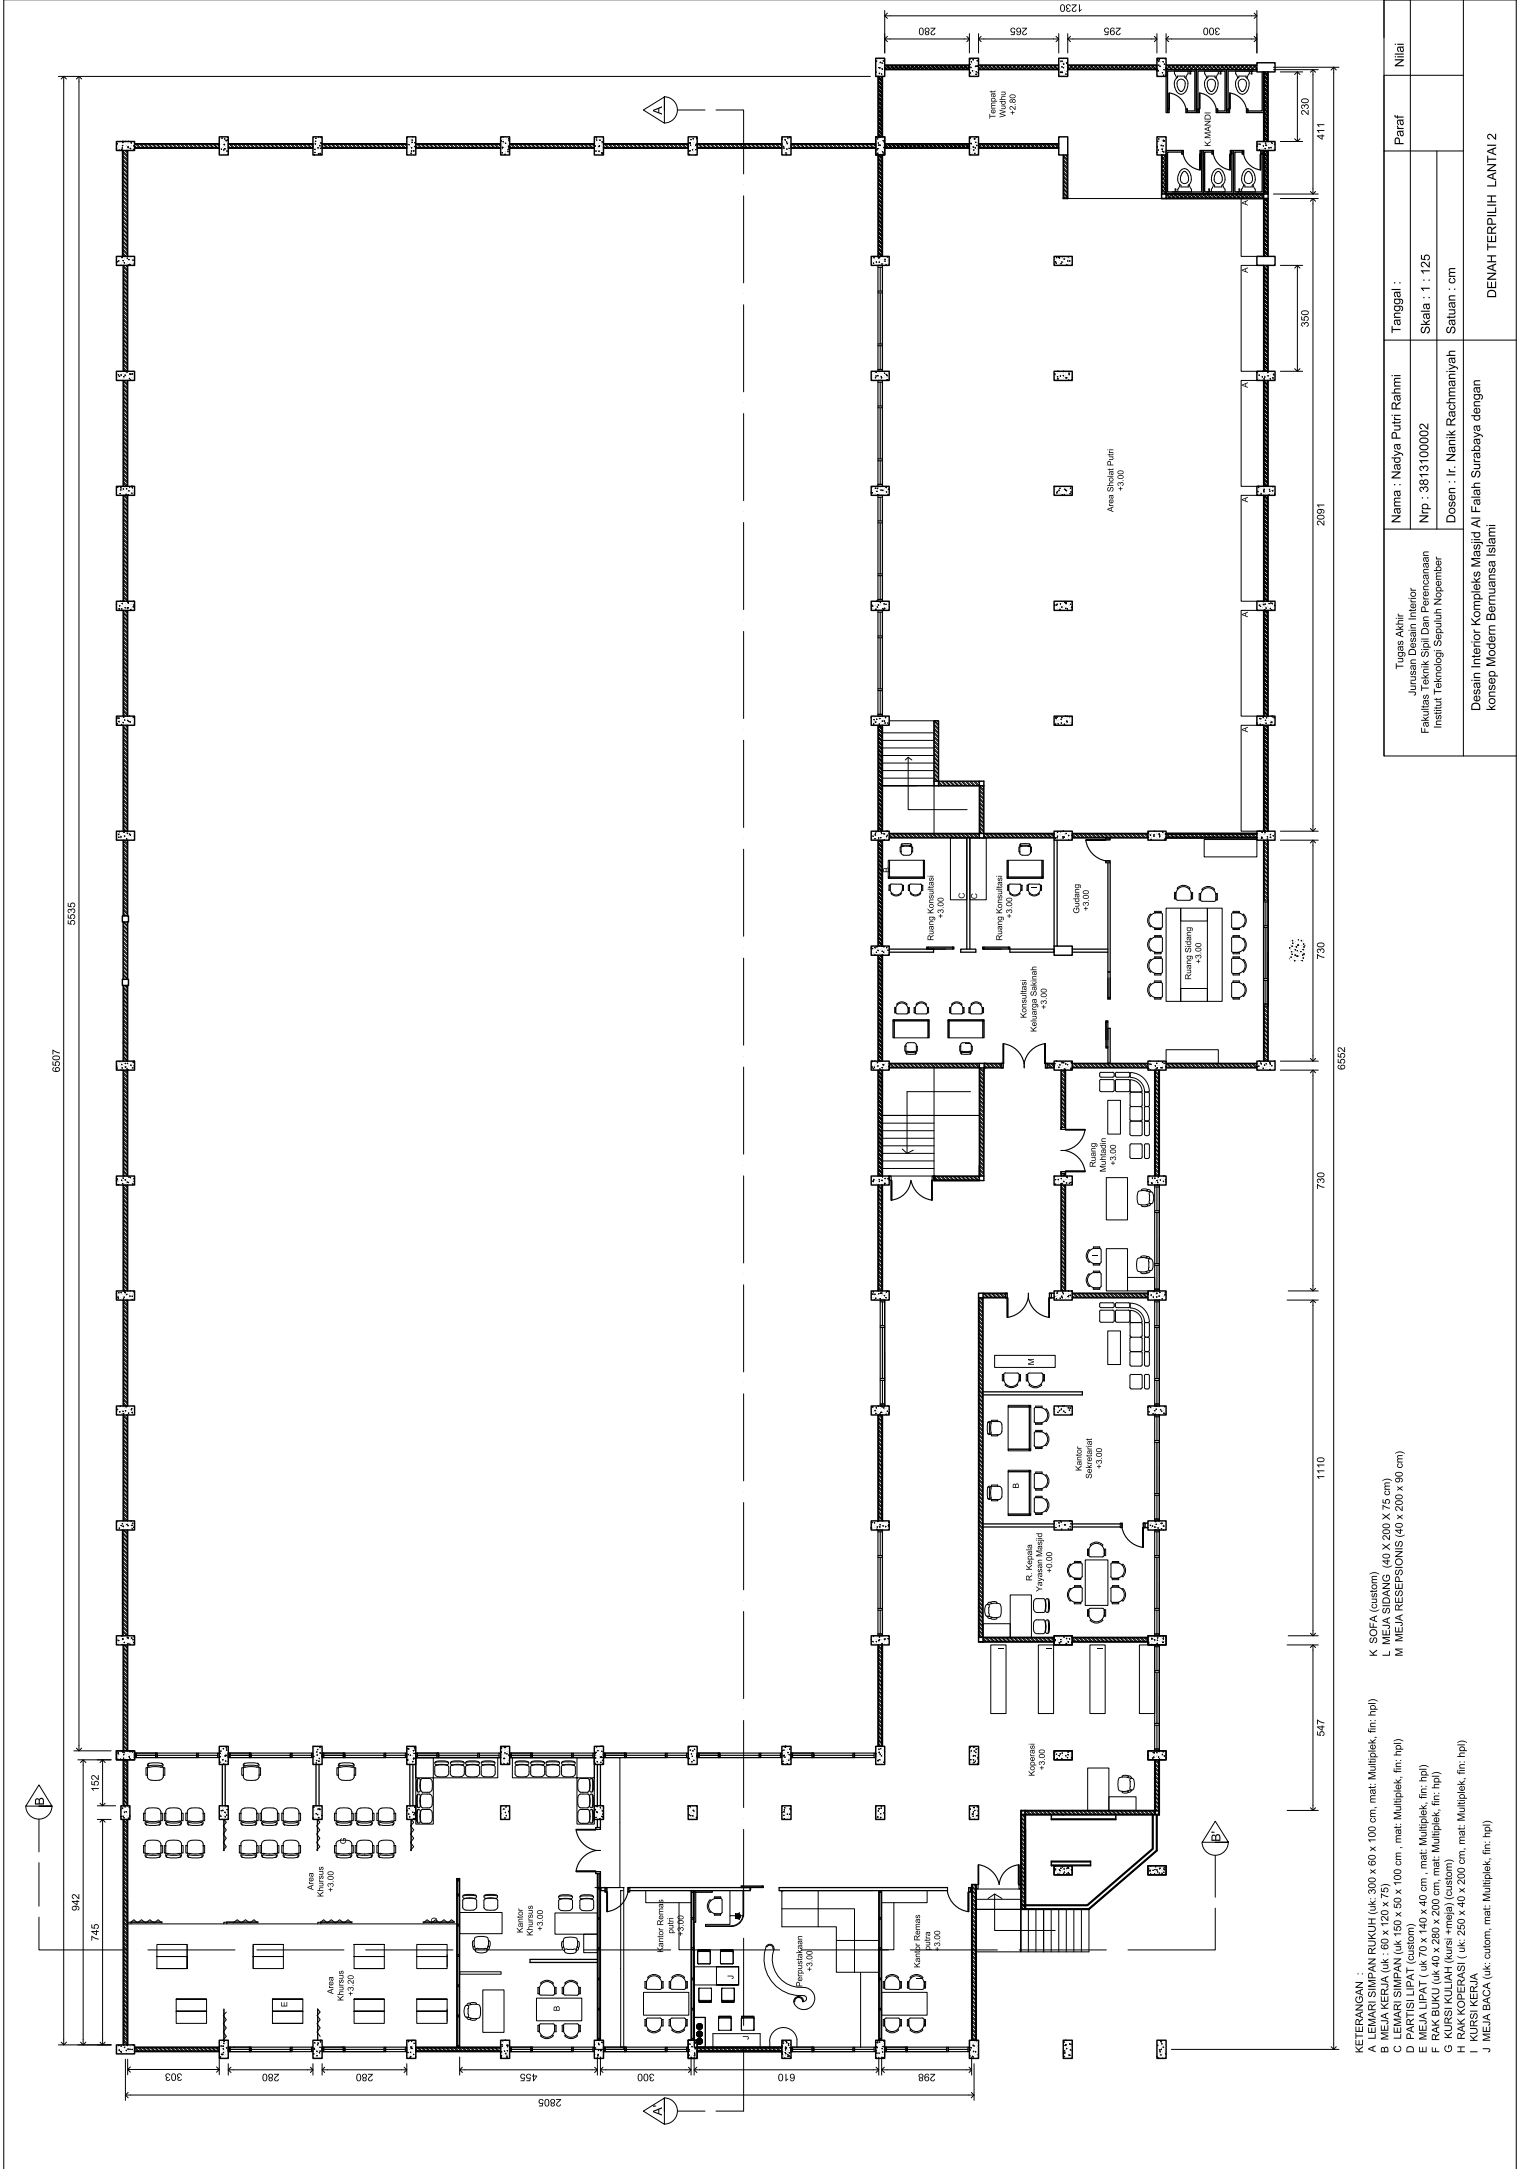 6507
5535
942
745
152
303
280
280
455
300
610
298
2805
280
265
295
300
1230
230
411
350
2091
730
730
1110
547
6552
A
A'
B
B'
Tempat
Wudhu
+2.80
K.MANDI
Area Sholat Putri
+3.00
A
A
A
A
A
A
Ruang Konsultasi
+3.00
B
C
Ruang Konsultasi
+3.00
C
I
Gudang
+3.00
Konsultasi
Keluarga Sakinah
+3.00
Ruang Sidang
+3.00
Ruang
Muhtadin
+3.00
I
Kantor
Sekretariat
+3.00
M
B
R. Kepala
Yayasan Masjid
+0.00
Koperasi
+3.00
I
I
I
I
Area
Khursus
+3.00
G
Area
Khursus
+3.20
E
Kantor
Khursus
+3.00
B
Kantor Remas
putri
+3.00
Perpustakaan
+3.00
J
J
Kantor Remas
putra
+3.00
KETERANGAN :
A LEMARI SIMPAN RUKUH (uk: 300 x 60 x 100 cm, mat: Multiplek, fin: hpl)
B MEJA KERJA (uk : 60 x 120 x 75)
C LEMARI SIMPAN (uk 150 x 50 x 100 cm , mat: Multiplek, fin: hpl)
D PARTISI LIPAT (custom)
E MEJA LIPAT ( uk 70 x 140 x 40 cm , mat: Multiplek, fin: hpl)
F RAK BUKU (uk 40 x 280 x 200 cm, mat: Multiplek, fin: hpl)
G KURSI KULIAH (kursi +meja) (custom)
H RAK KOPERASI ( uk: 250 x 40 x 200 cm, mat: Multiplek, fin: hpl)
I KURSI KERJA
J MEJA BACA (uk: cutom, mat: Multiplek, fin: hpl)
K SOFA (custom)
L MEJA SIDANG (40 X 200 X 75 cm)
M MEJA RESEPSIONIS (40 x 200 x 90 cm)
Tugas Akhir
Jurusan Desain Interior
Fakultas Teknik Sipil Dan Perencanaan
Institut Teknologi Sepuluh Nopember
Nama : Nadya Putri Rahmi
Nrp : 3813100002
Dosen : Ir. Nanik Rachmaniyah
Tanggal :
Skala : 1 : 125
Satuan : cm
Paraf
Nilai
Desain Interior Kompleks Masjid Al Falah Surabaya dengan
konsep Modern Bernuansa Islami
DENAH TERPILIH LANTAI 2